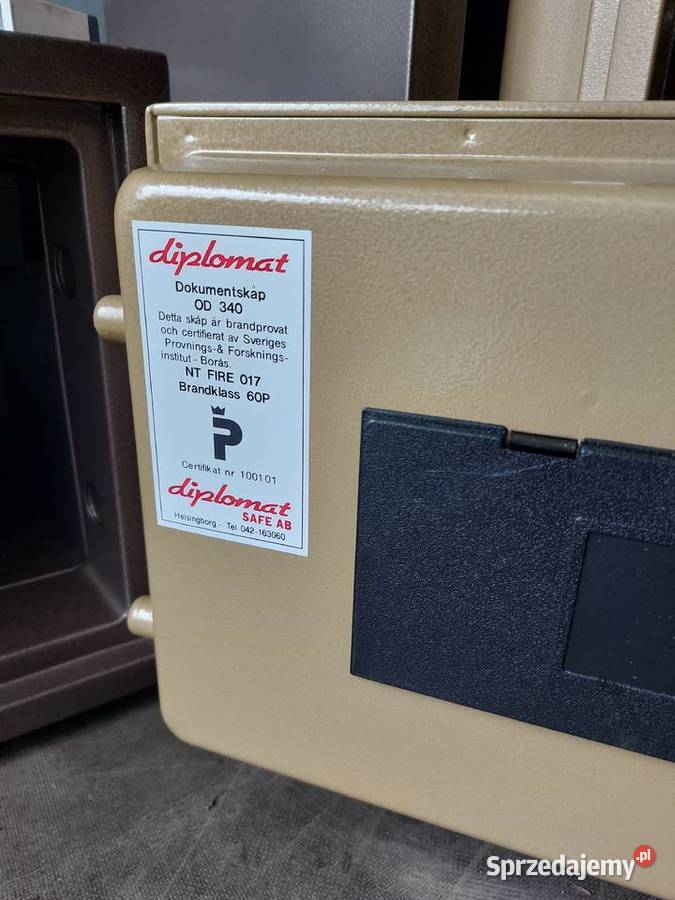 diplomat
Dokumentskåp
OD 340
Detta skåp är brandprovat
och certifierat av Sveriges
Provnings-& Forsknings-
institut - Borås.
NT FIRE 017
Brandklass 60P
P
Certifikat nr 100101
diplomat
SAFE AB
Helsingborg - Tel 042-163060
Sprzedajemy.pl